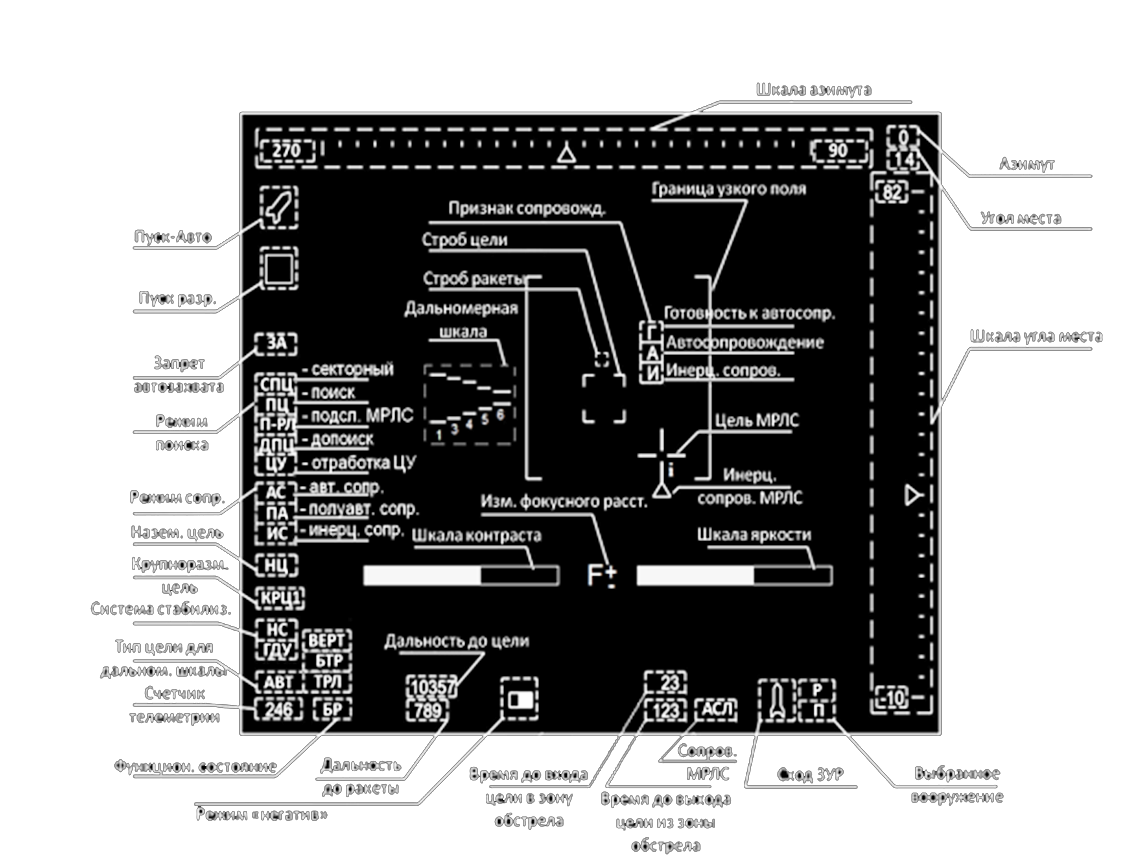 Шкала азимута
270
90
0
14
Азимут
Угол места
82
Граница узкого поля
Признак сопровожд.
Строб цели
Строб ракеты
Дальномерная
шкала
Пуск-Авто
Пуск разр.
Г
Готовность к автосопр.
А
Автосопровождение
И
Инерц. сопров.
Шкала угла места
ЗА
Запрет
автозахвата
СПЦ
- секторный
ПЦ
- поиск
П-РЛ
- подсп. МРЛС
ДПЦ
- допоиск
ЦУ
- отработка ЦУ
Режим
поиска
1 3 4 5 6
Цель МРЛС
i
Инерц.
сопров. МРЛС
Режим сопр.
АС
- авт. сопр.
ПА
- полуавт. сопр.
ИС
- инерц. сопр.
Изм. фокусного расст.
Назем. цель
НЦ
Шкала контраста
F±
Шкала яркости
Крупноразм.
цель
КРЦ1
Система стабилиз.
НС
ГДУ
ВЕРТ
БТР
Тип цели для
дальном. шкалы
АВТ
ТРЛ
Дальность до цели
10357
789
23
123
АСЛ
Р
П
-10
Счетчик
телеметрии
246
БР
Функцион. состояние
Дальность
до ракеты
Режим «негатив»
Время до входа
цели в зону
обстрела
Сопров.
МРЛС
Время до выхода
цели из зоны
обстрела
Сход ЗУР
Выбранное
вооружение